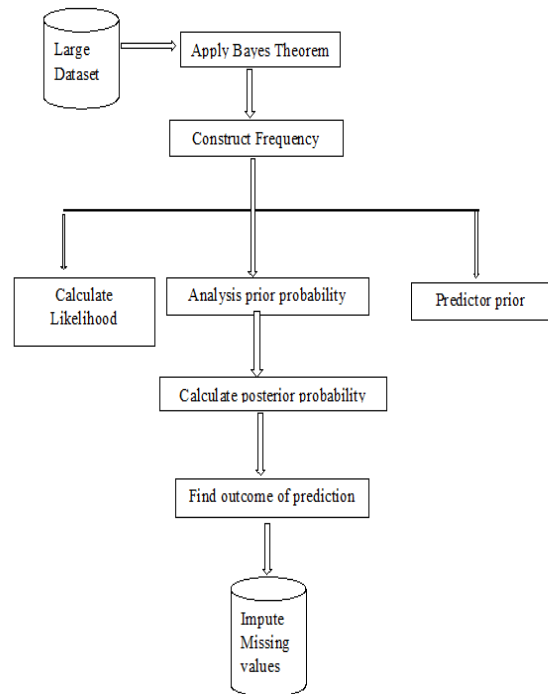 Large
Dataset
Apply Bayes Theorem
Construct Frequency
Calculate
Likelihood
Analysis prior probability
Predictor prior
Calculate posterior probability
Find outcome of prediction
Impute
Missing
values